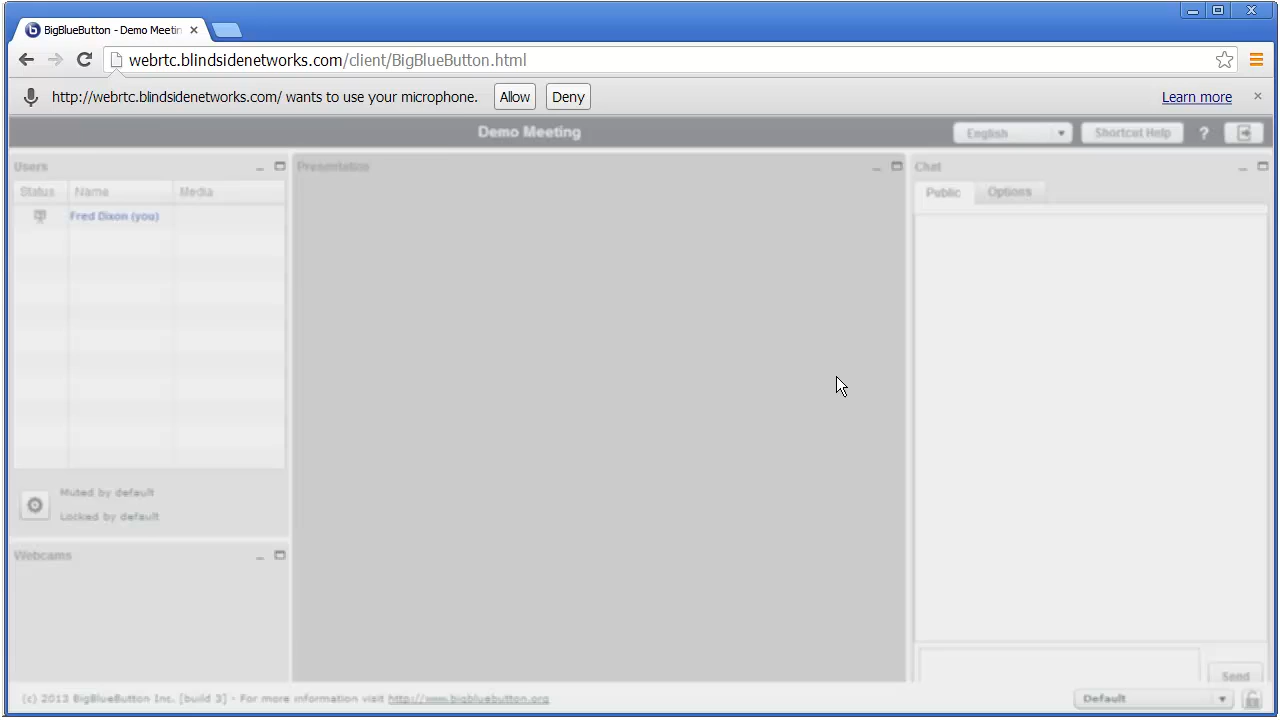 BigBlueButton - Demo Meetin
webrtc.blindsidenetworks.com/client/BigBlueButton.html
http://webrtc.blindsidenetworks.com/ wants to use your microphone. Allow Deny Learn more
Demo Meeting English Shortcut Help ?
Users Presentation Chat
Status Name Media Public Options
Fred Dixon (you)
Muted by default
Locked by default
Webcams
Send
(c) 2013 BigBlueButton Inc. [build 3] - For more information visit http://www.bigbluebutton.org Default